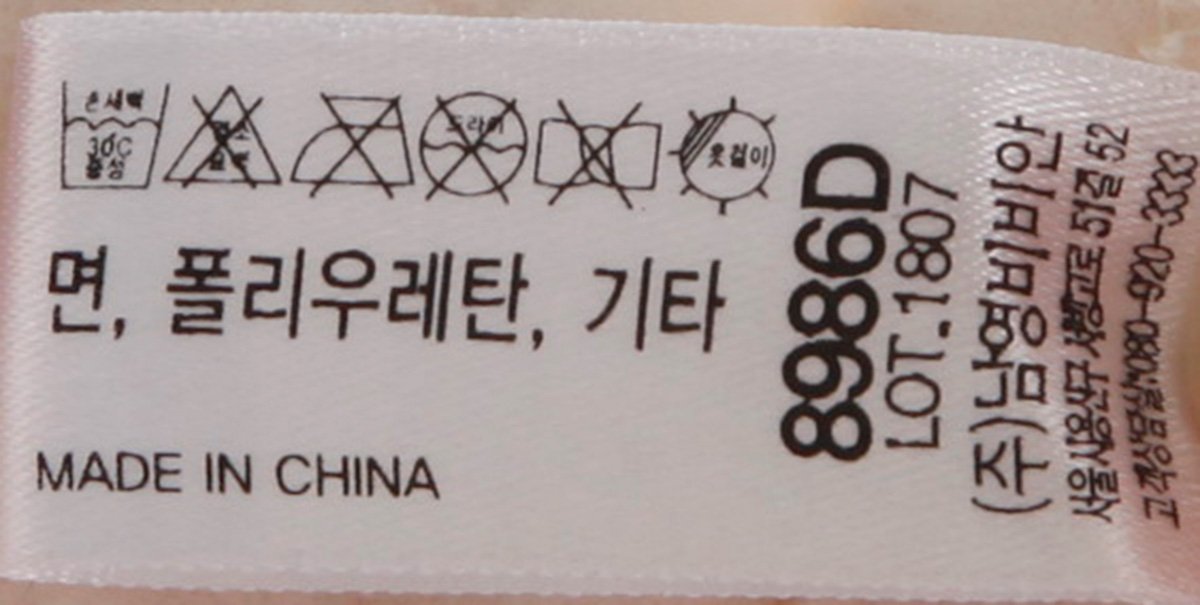 손세탁
30℃
중성
염소
표백
드라이
옷걸이
면, 폴리우레탄, 기타
MADE IN CHINA
8986D
LOT.1807
(주)남영비비안
서울시용산구 서빙고로 51길 52
고객상담실:080-920-3333